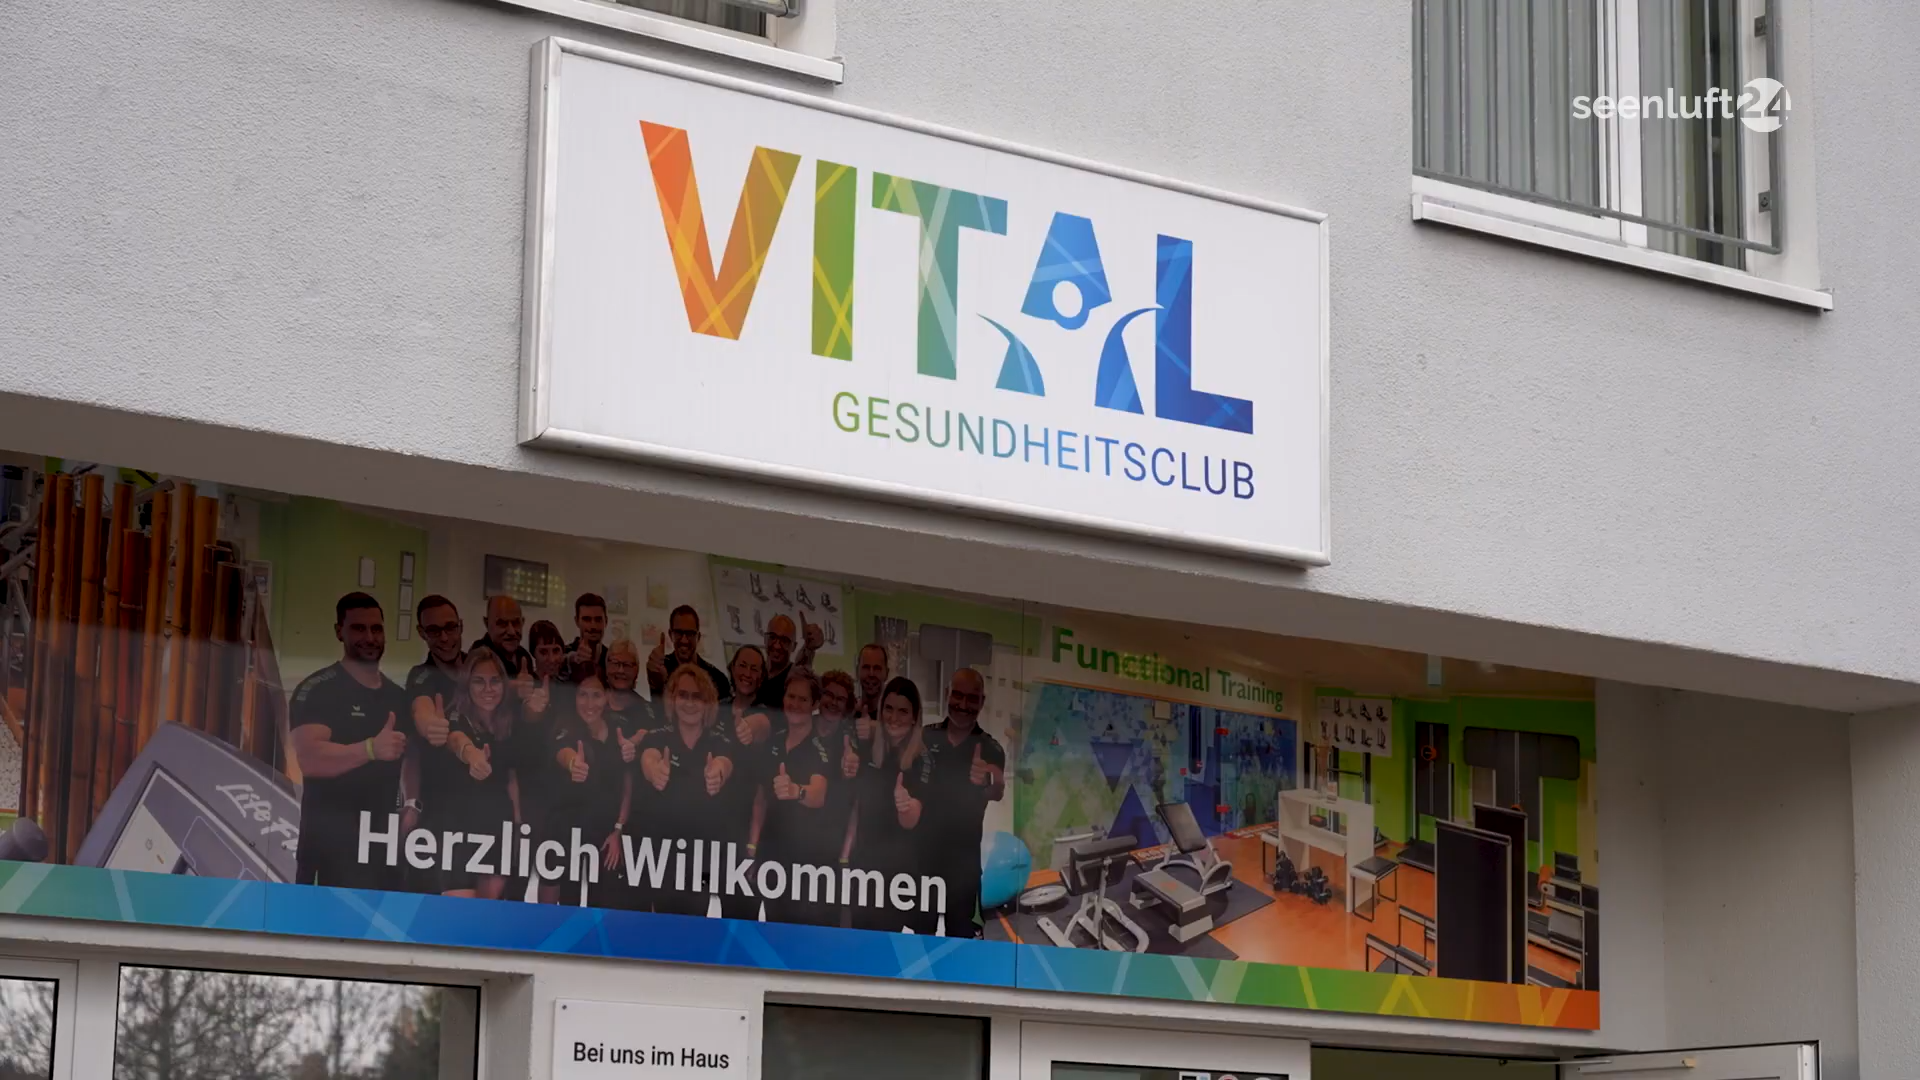 seenluft24
VITAL
GESUNDHEITSCLUB
Functional Training
Herzlich Willkommen
Bei uns im Haus